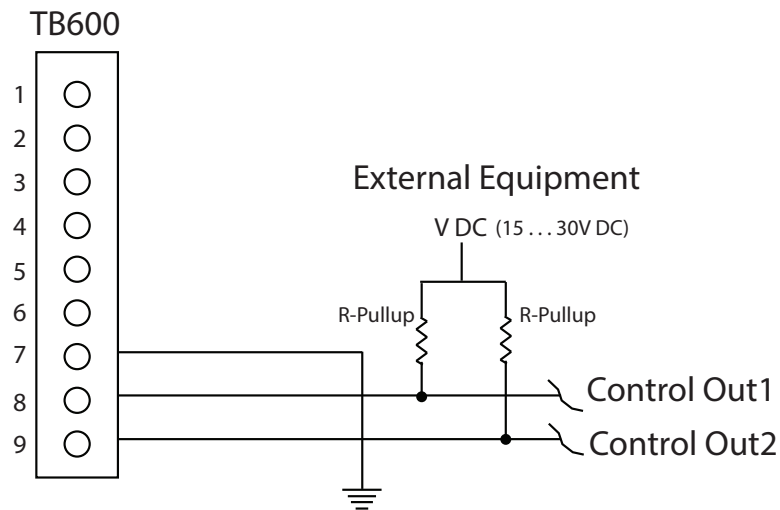 TB600
1
2
3
4
5
6
7
8
9
External Equipment
V DC (15 . . . 30V DC)
R-Pullup
R-Pullup
Control Out1
Control Out2